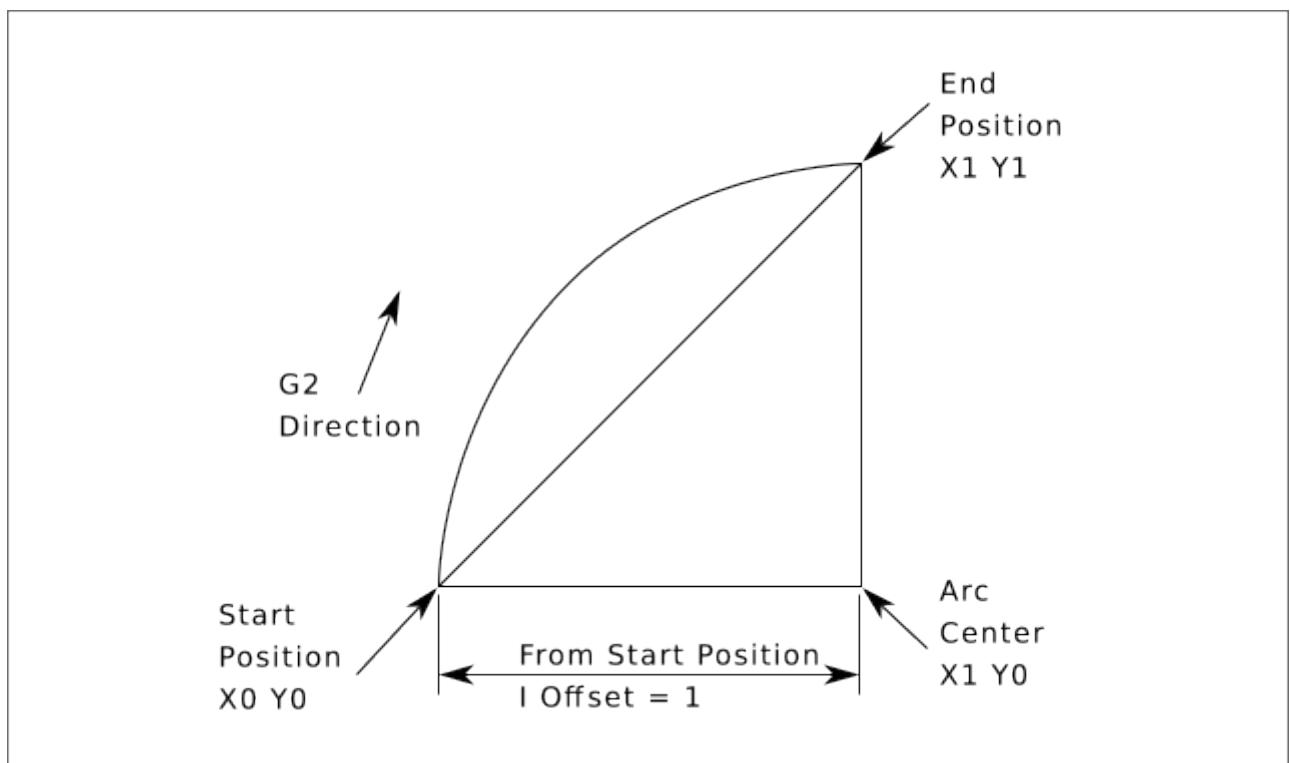 End
Position
X1 Y1
G2
Direction
Start
Position
X0 Y0
From Start Position
I Offset = 1
Arc
Center
X1 Y0